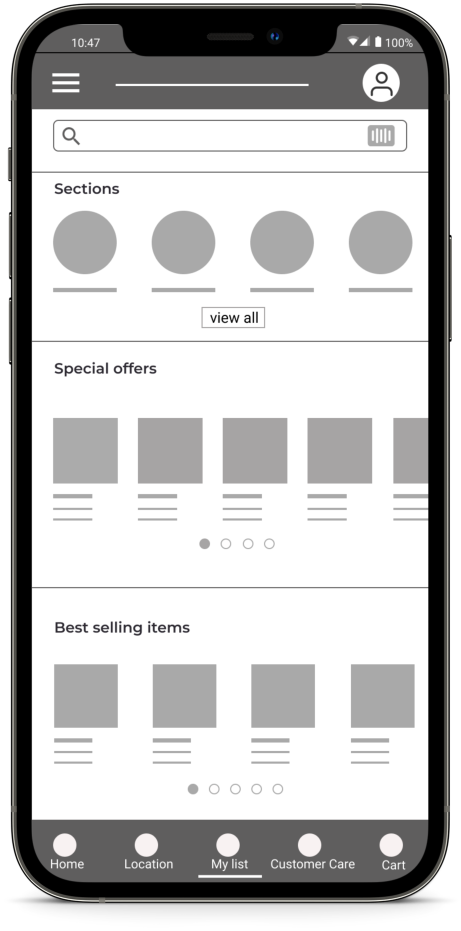 10:47
100%
Sections
view all
Special offers
Best selling items
Home
Location
My list
Customer Care
Cart